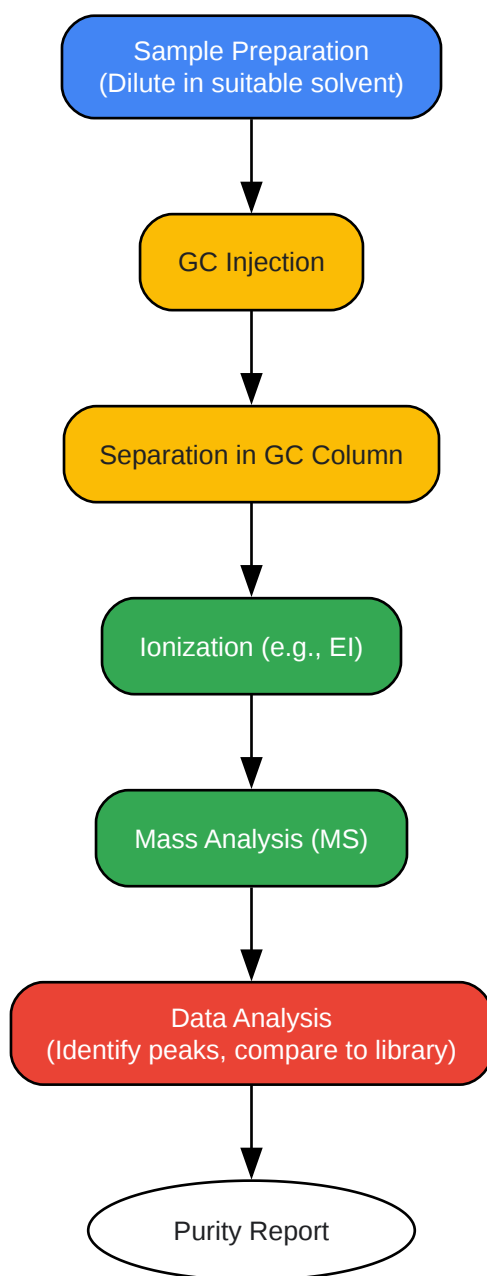 Sample Preparation
(Dilute in suitable solvent)
GC Injection
Separation in GC Column
Ionization (e.g., EI)
Mass Analysis (MS)
Data Analysis
(Identify peaks, compare to library)
Purity Report